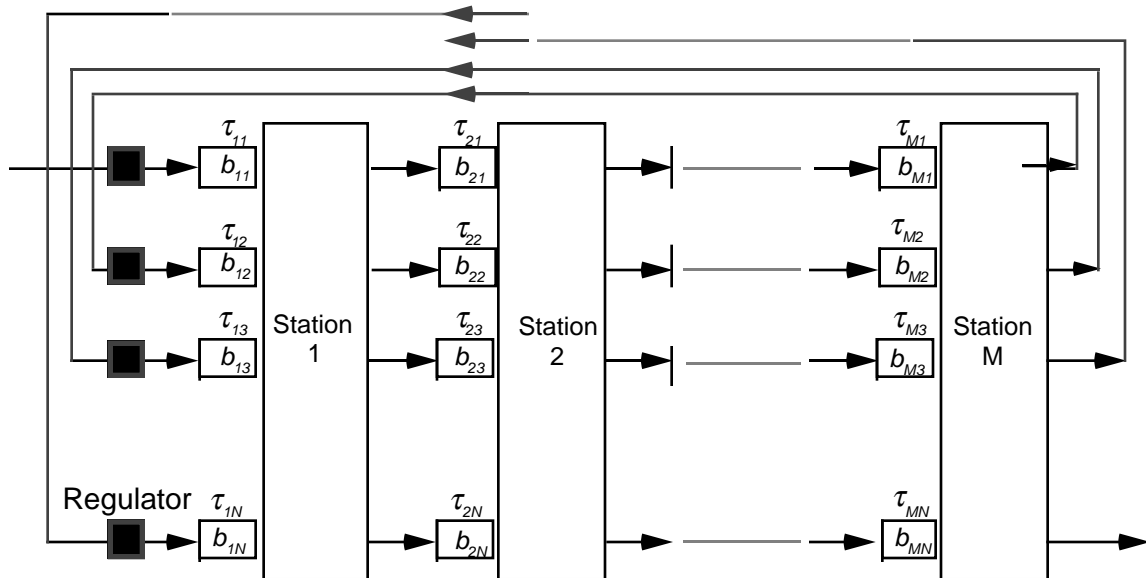 τ11 τ21 τM1
b11 b21 bM1
τ12 τ22 τM2
b12 b22 bM2
τ13 τ23 τM3
Station 1 Station 2 Station M
b13 b23 bM3
Regulator τ1N τ2N τMN
b1N b2N bMN